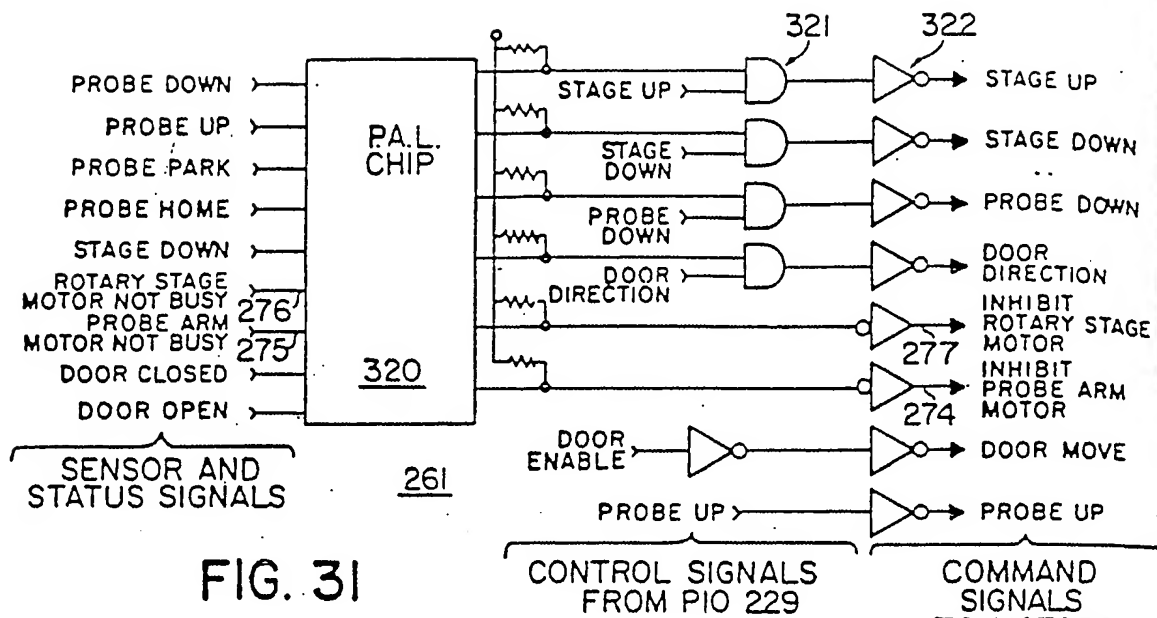 PROBE DOWN
PROBE UP
PROBE PARK
PROBE HOME
STAGE DOWN
ROTARY STAGE
MOTOR NOT BUSY
276
PROBE ARM
MOTOR NOT BUSY
275
DOOR CLOSED
DOOR OPEN
SENSOR AND
STATUS SIGNALS
P.A.L.
CHIP
320
261
321
322
STAGE UP
STAGE
DOWN
PROBE
DOWN
DOOR
DIRECTION
DOOR
ENABLE
PROBE UP
CONTROL SIGNALS
FROM PIO 229
STAGE UP
STAGE DOWN
PROBE DOWN
DOOR
DIRECTION
INHIBIT
ROTARY STAGE
MOTOR
277
INHIBIT
PROBE ARM
MOTOR
274
DOOR MOVE
PROBE UP
COMMAND
SIGNALS
FIG. 31